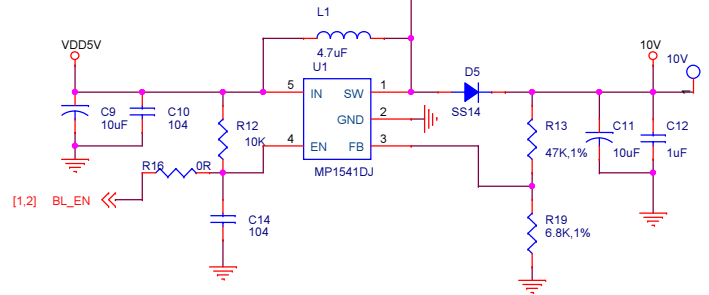 L1
VDD5V
10V
10V
4.7uF
U1
D5
5 IN SW 1
C9
10uF
C10
104
R12
10K
GND 2
SS14
R13
47K,1%
C11
10uF
C12
1uF
4 EN FB 3
R16 0R
MP1541DJ
[1,2] BL_EN
C14
104
R19
6.8K,1%